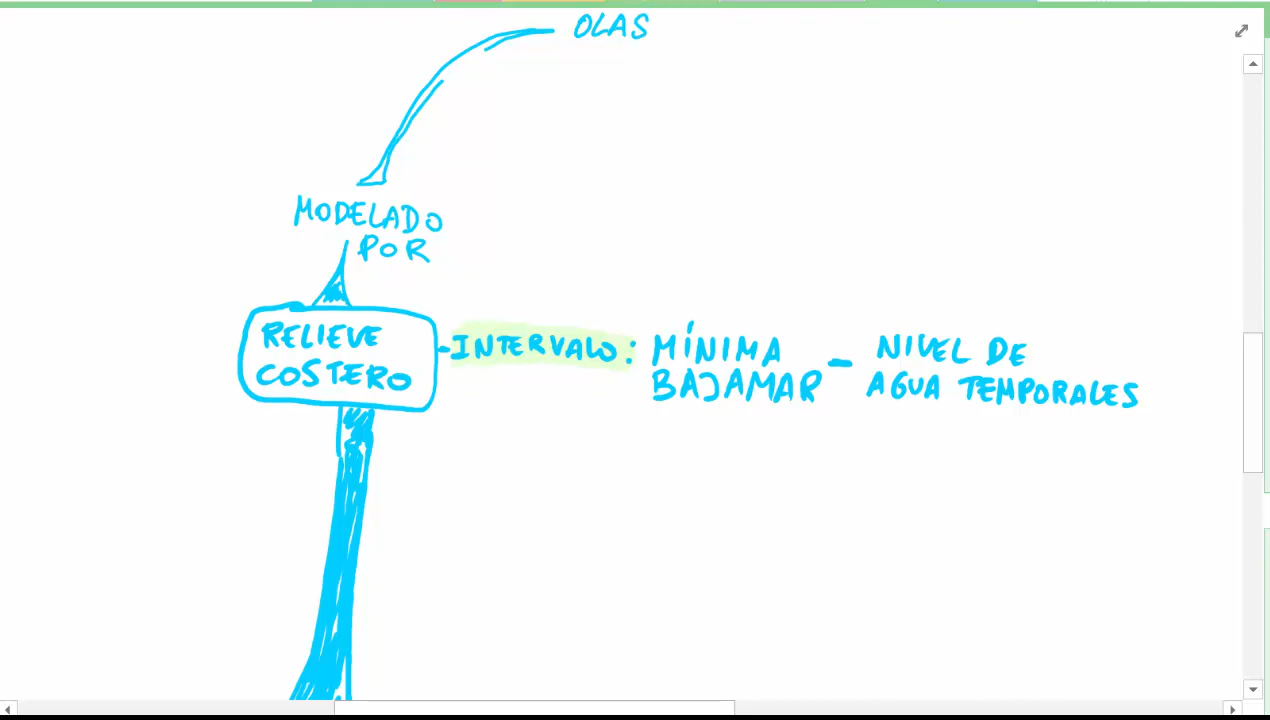 OLAS
MODELADO
POR
RELIEVE
COSTERO
INTERVALO:
MÍNIMA
BAJAMAR
- NIVEL DE
AGUA TEMPORALES